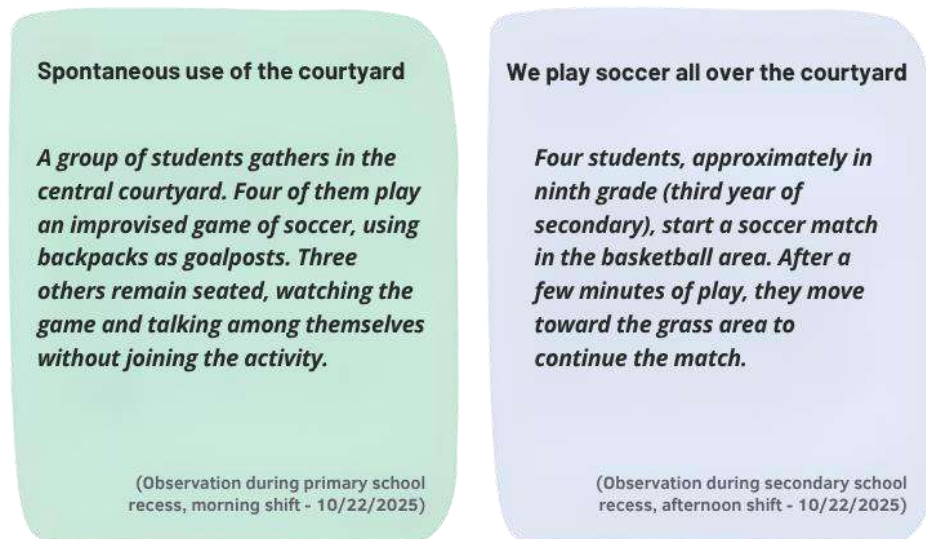 Spontaneous use of the courtyard
A group of students gathers in the
central courtyard. Four of them play
an improvised game of soccer, using
backpacks as goalposts. Three
others remain seated, watching the
game and talking among themselves
without joining the activity.
(Observation during primary school
recess, morning shift - 10/22/2025)
We play soccer all over the courtyard
Four students, approximately in
ninth grade (third year of
secondary), start a soccer match
in the basketball area. After a
few minutes of play, they move
toward the grass area to
continue the match.
(Observation during secondary school
recess, afternoon shift - 10/22/2025)